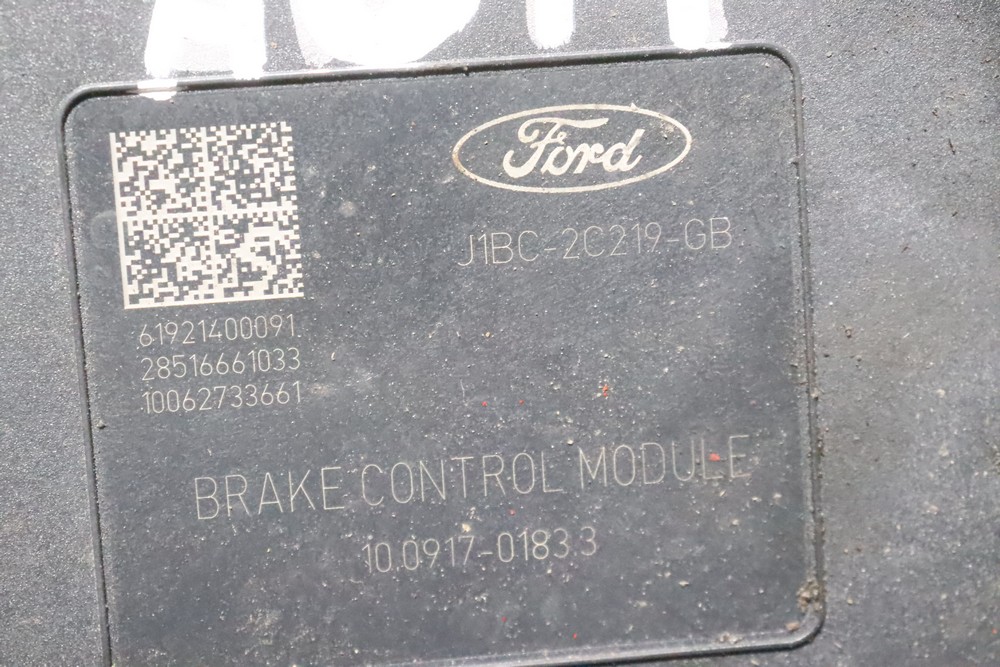 Ford
J1BC-2C219-GB
61921400091
28516661033
10062733661
BRAKE CONTROL MODULE
10.0917-0183.3